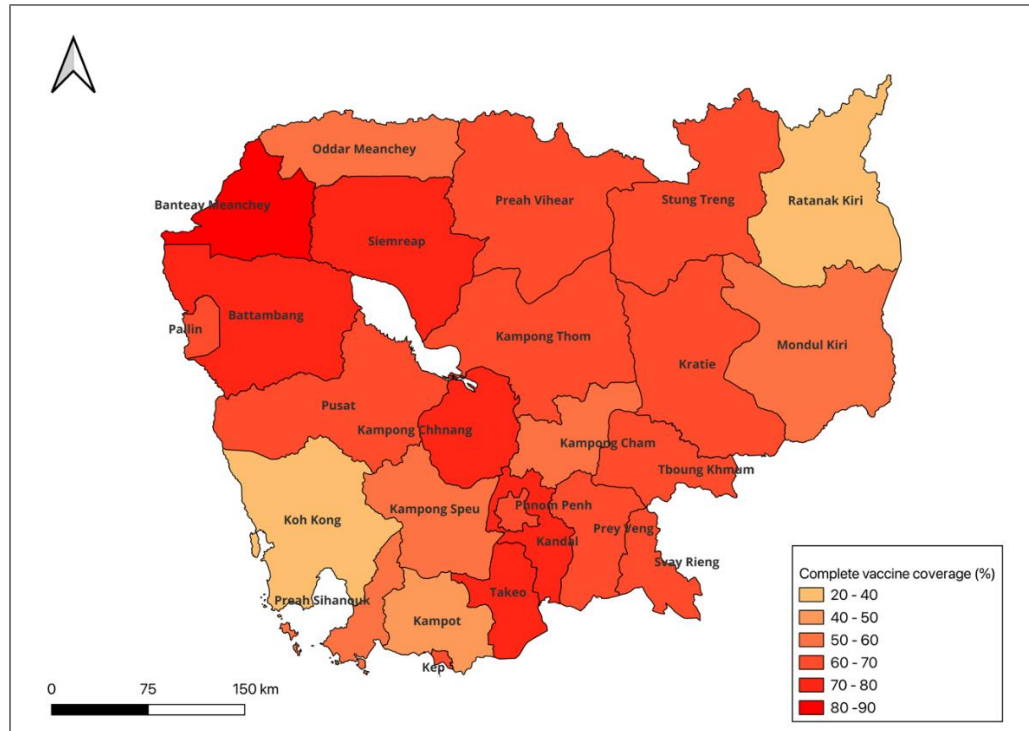 Oddar Meanchey
Preah Vihear
Stung Treng
Ratanak Kiri
Banteay Meanchey
Siemreap
Battambang
Pailin
Kampong Thom
Kratie
Mondul Kiri
Pusat
Kampong Chhnang
Kampong Cham
Tboung Khmum
Koh Kong
Kampong Speu
Phnom Penh
Prey Veng
Kandal
Svay Rieng
Takeo
Preah Sihanouk
Kampot
Kep
Complete vaccine coverage (%)
20 - 40
40 - 50
50 - 60
60 - 70
70 - 80
80 -90
0 75 150 km